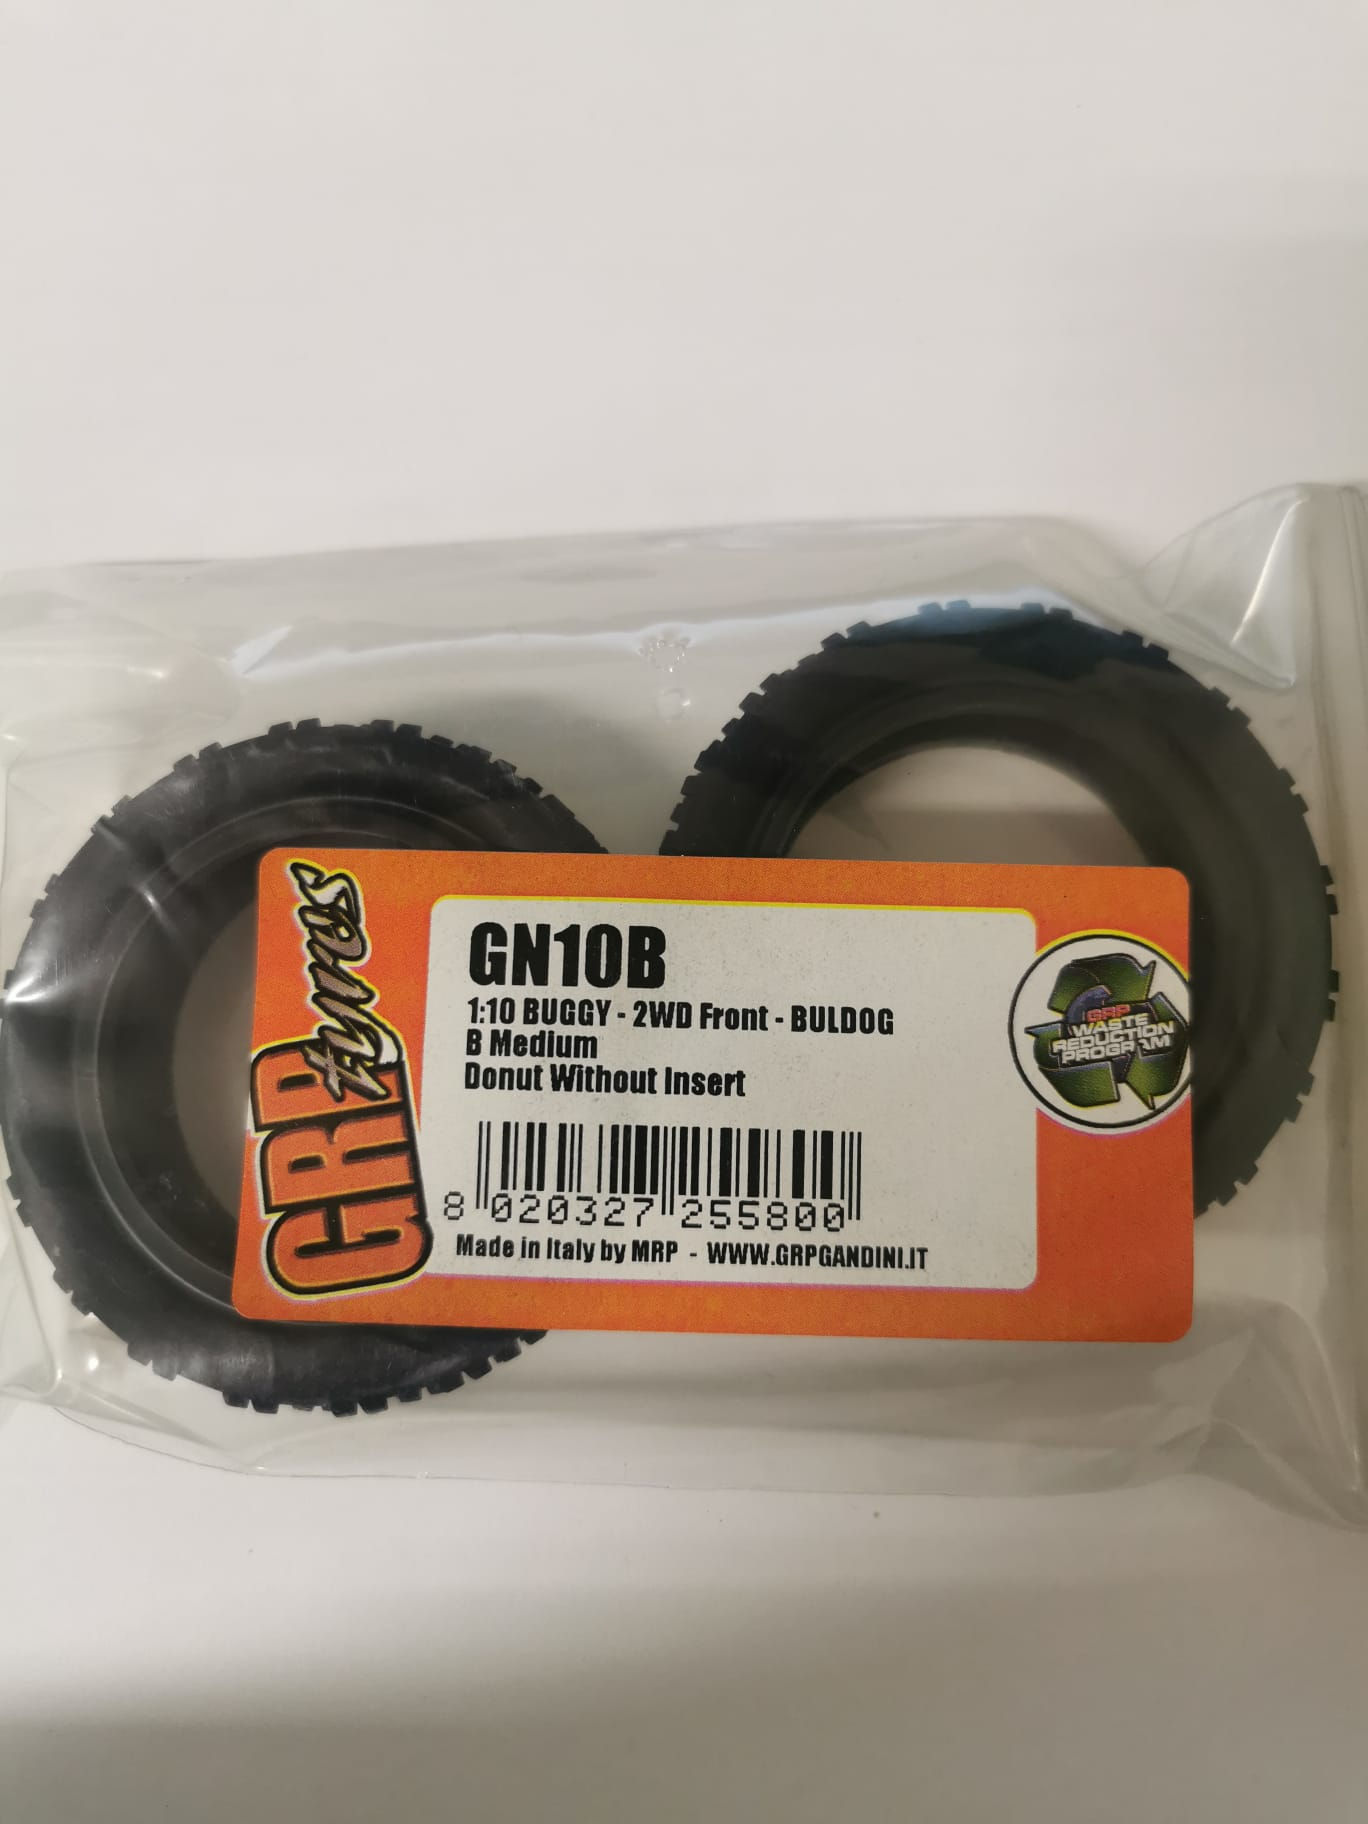 GRP tyres
GN10B
1:10 BUGGY - 2WD Front - BULDOG
B Medium
Donut Without Insert
8 020327 255800
Made in Italy by MRP - WWW.GRPGANDINI.IT
GRP
WASTE
REDUCTION
PROGRAM